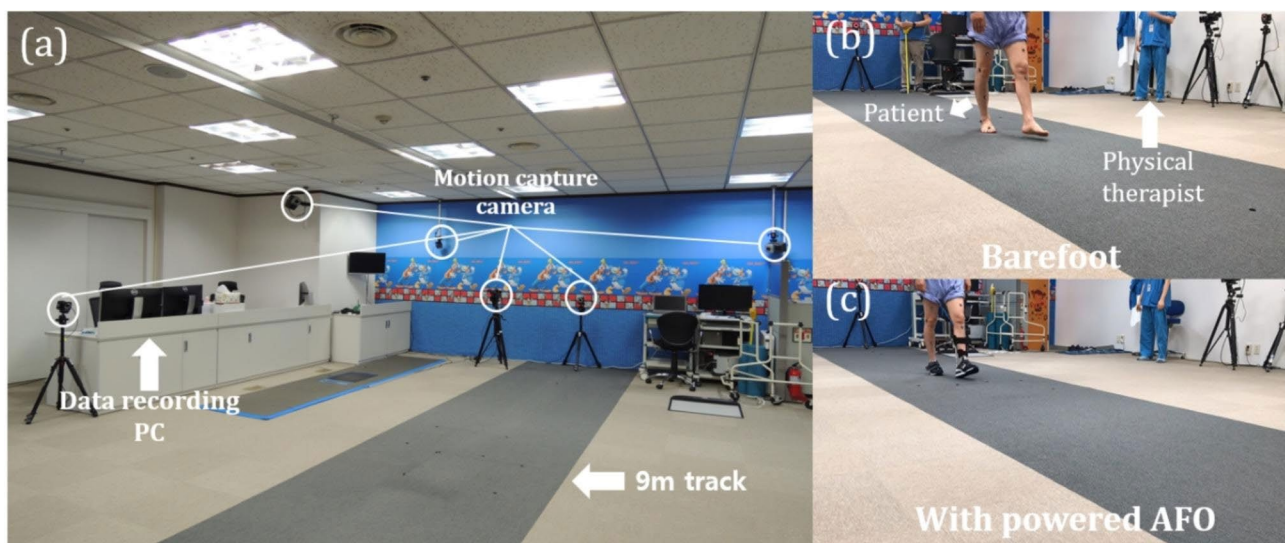 (a)
Motion capture
camera
Data recording
PC
9m track
(b)
Patient
Physical
therapist
Barefoot
(c)
With powered AFO